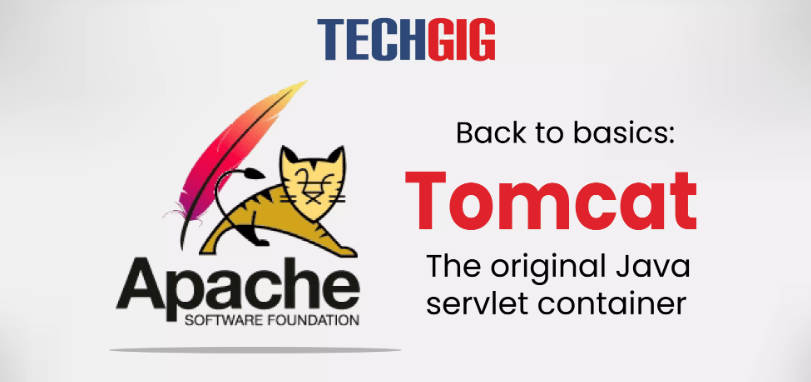 TECHGIG
Back to basics:
Tomcat
The original Java
servlet container
Apache
SOFTWARE FOUNDATION